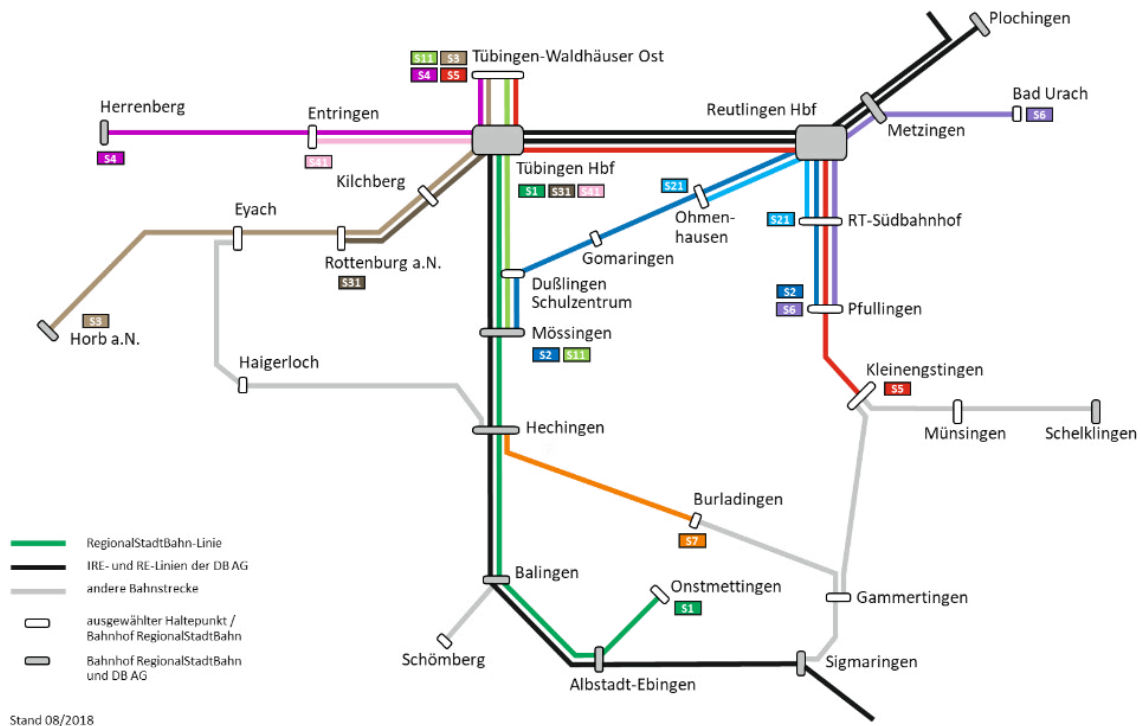 Plochingen
S11 S3 Tübingen-Waldhäuser Ost
S4 S5
Herrenberg
S4
Entringen
S41
Reutlingen Hbf
Bad Urach
S6
Metzingen
Tübingen Hbf
S1 S31 S41
Kilchberg
Eyach
Rottenburg a.N.
S31
S21
Ohmen-
hausen
S21
RT-Südbahnhof
Gomaringen
Dußlingen
Schulzentrum
S2
S6
Pfullingen
S3
Horb a.N.
Mössingen
S2 S11
Haigerloch
Kleinengstingen
S5
Münsingen
Schelklingen
Hechingen
Burladingen
S7
Balingen
Onstmettingen
S1
Gammertingen
Schömberg
Albstadt-Ebingen
Sigmaringen
RegionalStadtBahn-Linie
IRE- und RE-Linien der DB AG
andere Bahnstrecke
ausgewählter Haltepunkt /
Bahnhof RegionalStadtBahn
Bahnhof RegionalStadtBahn
und DB AG
Stand 08/2018